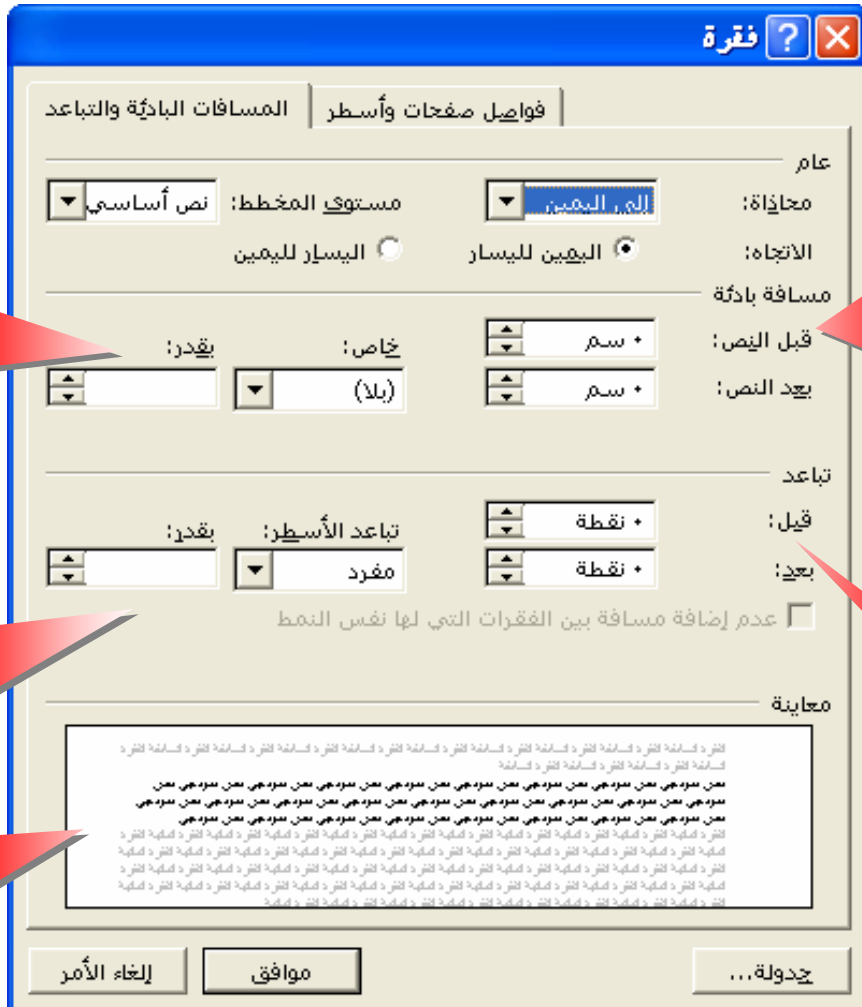 فقرة
المسافات البادئة والتباعد
فواصل صفحات وأسطر
عام
محاذاة: إلى اليمين مستوى المخطط: نص أساسي
الاتجاه: اليمين لليسار اليسار لليمين
مسافة بادئة
قبل النص: ٠ سم خاص: بقدر:
بعد النص: ٠ سم (بلا)
تباعد
قبل: ٠ نقطة تباعد الأسطر: بقدر:
بعد: ٠ نقطة مفرد
عدم إضافة مسافة بين الفقرات التي لها نفس النمط
معاينة
جدولة... موافق إلغاء الأمر